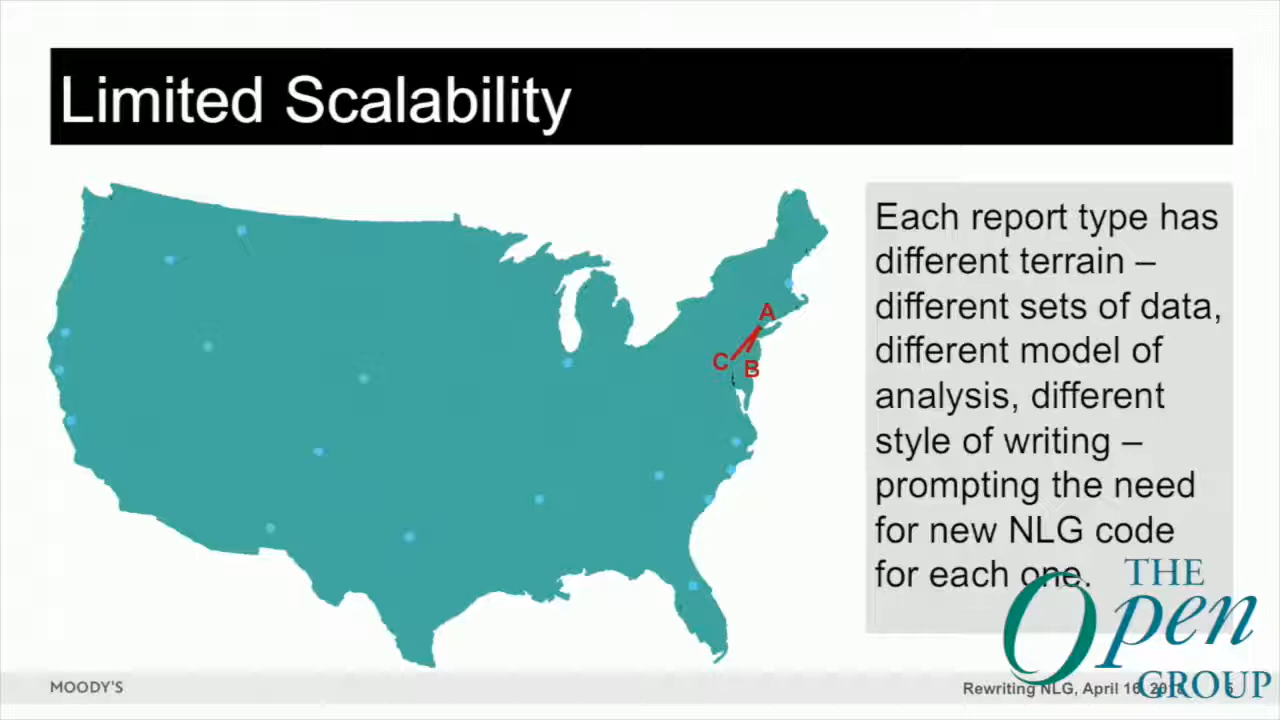 Limited Scalability
Each report type has
different terrain –
different sets of data,
different model of
analysis, different
style of writing –
prompting the need
for new NLG code
for each one.
A
C
B
THE
Open
GROUP
MOODY'S
Rewriting NLG, April 16,